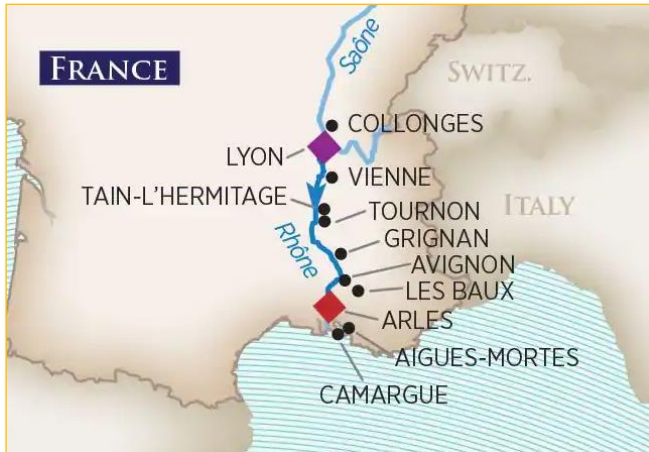 FRANCE
Saône
SWITZ.
COLLONGES
LYON
VIENNE
TAIN-L'HERMITAGE
TOURNON
ITALY
Rhône
GRIGNAN
AVIGNON
LES BAUX
ARLES
AIGUES-MORTES
CAMARGUE